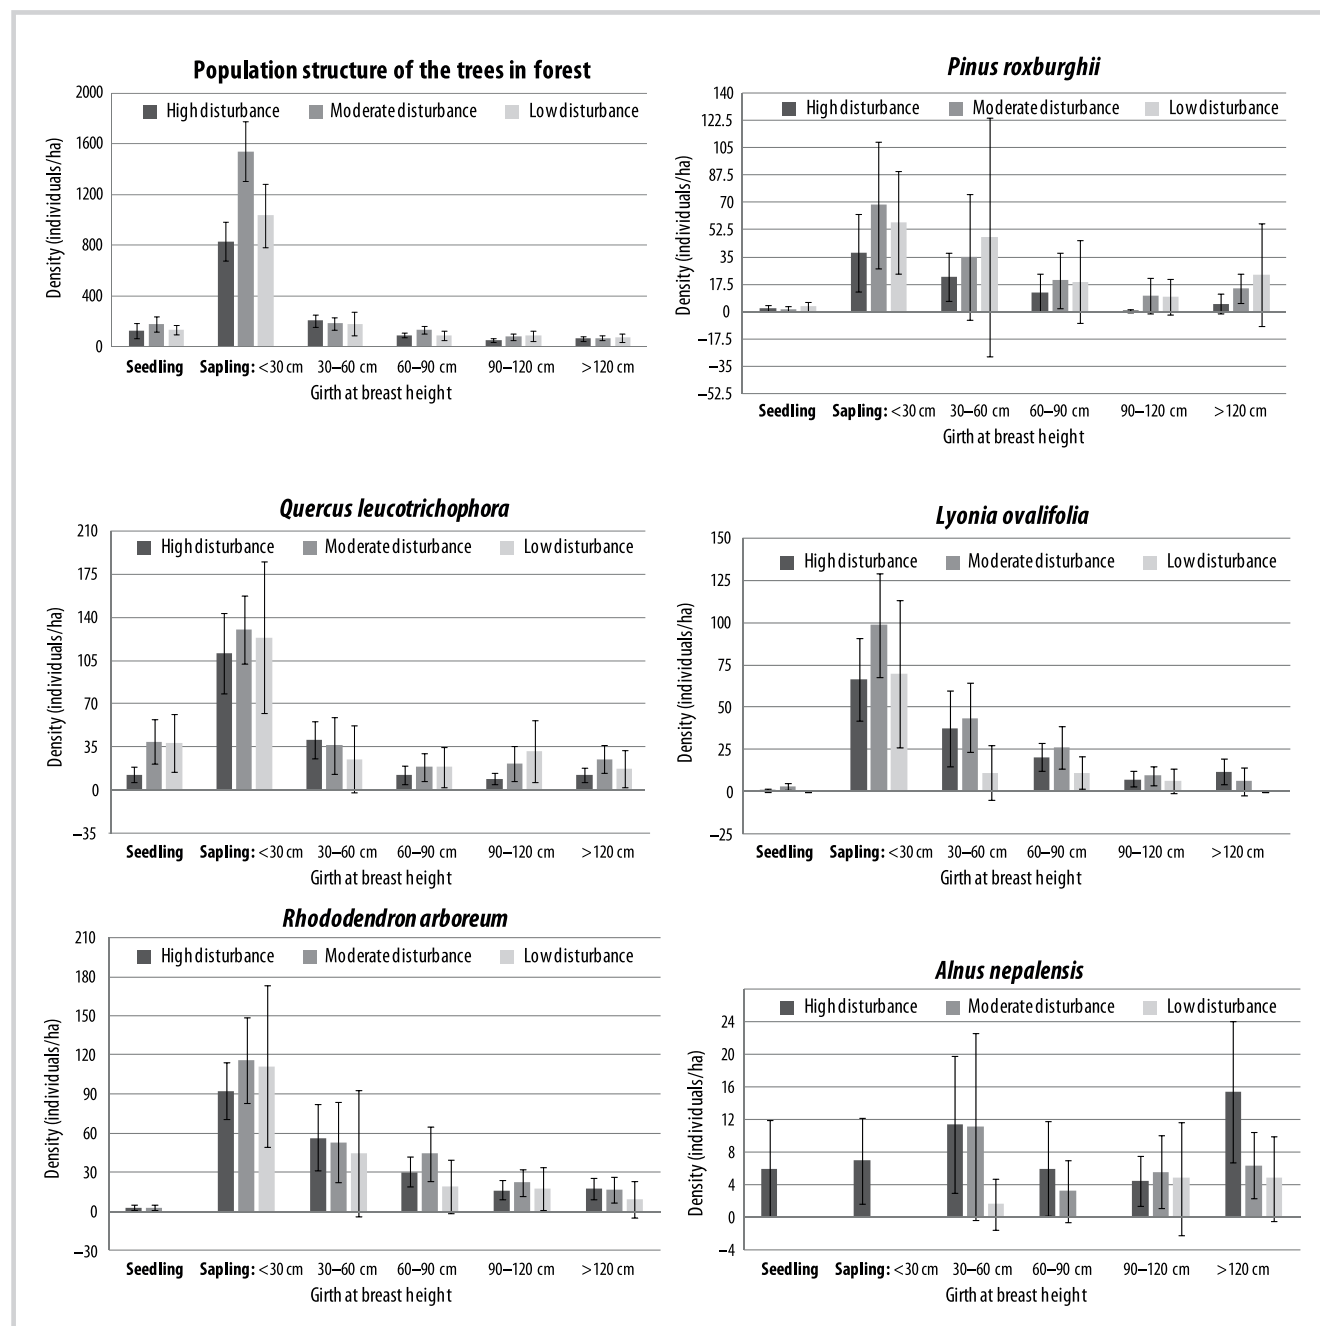 Population structure of the trees in forest
High disturbance Moderate disturbance Low disturbance
Density (individuals/ha)
2000
1600
1200
800
400
0
Seedling Sapling: <30 cm 30–60 cm 60–90 cm 90–120 cm >120 cm
Girth at breast height
Pinus roxburghii
High disturbance Moderate disturbance Low disturbance
Density (individuals/ha)
140
122.5
105
87.5
70
52.5
35
17.5
0
–17.5
–35
–52.5
Seedling Sapling: <30 cm 30–60 cm 60–90 cm 90–120 cm >120 cm
Girth at breast height
Quercus leucotrichophora
High disturbance Moderate disturbance Low disturbance
Density (individuals/ha)
210
175
140
105
70
35
0
–35
Seedling Sapling: <30 cm 30–60 cm 60–90 cm 90–120 cm >120 cm
Girth at breast height
Lyonia ovalifolia
High disturbance Moderate disturbance Low disturbance
Density (individuals/ha)
150
125
100
75
50
25
0
–25
Seedling Sapling: <30 cm 30–60 cm 60–90 cm 90–120 cm >120 cm
Girth at breast height
Rhododendron arboreum
High disturbance Moderate disturbance Low disturbance
Density (individuals/ha)
210
180
150
120
90
60
30
0
–30
Seedling Sapling: <30 cm 30–60 cm 60–90 cm 90–120 cm >120 cm
Girth at breast height
Alnus nepalensis
High disturbance Moderate disturbance Low disturbance
Density (individuals/ha)
24
20
16
12
8
4
0
–4
Seedling Sapling: <30 cm 30–60 cm 60–90 cm 90–120 cm >120 cm
Girth at breast height